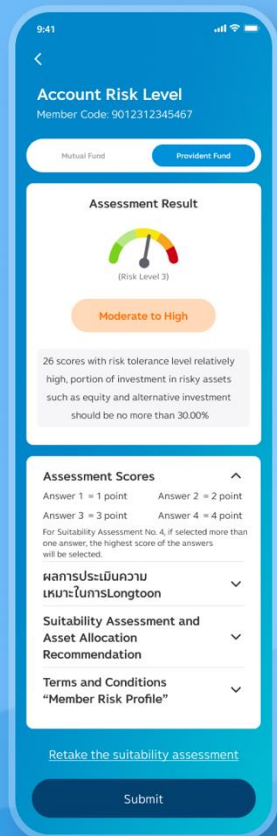 9:41
Account Risk Level
Member Code: 9012312345467
Mutual Fund Provident Fund
Assessment Result
(Risk Level 3)
Moderate to High
26 scores with risk tolerance level relatively
high, portion of investment in risky assets
such as equity and alternative investment
should be no more than 30.00%
Assessment Scores
Answer 1 = 1 point Answer 2 = 2 point
Answer 3 = 3 point Answer 4 = 4 point
For Suitability Assessment No. 4, if selected more than
one answer, the highest score of the answers
will be selected.
ผลการประเมินความ
เหมาะในการLongtoon
Suitability Assessment and
Asset Allocation
Recommendation
Terms and Conditions
“Member Risk Profile”
Retake the suitability assessment
Submit